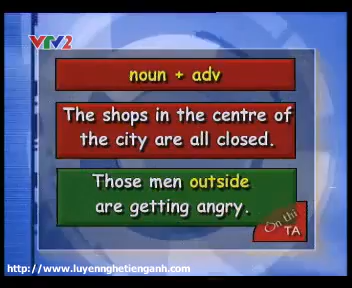 VTV2
noun + adv
The shops in the centre of
the city are all closed.
Those men outside
are getting angry.
Ôn thi
TA
http://www.luyennghetienganh.com